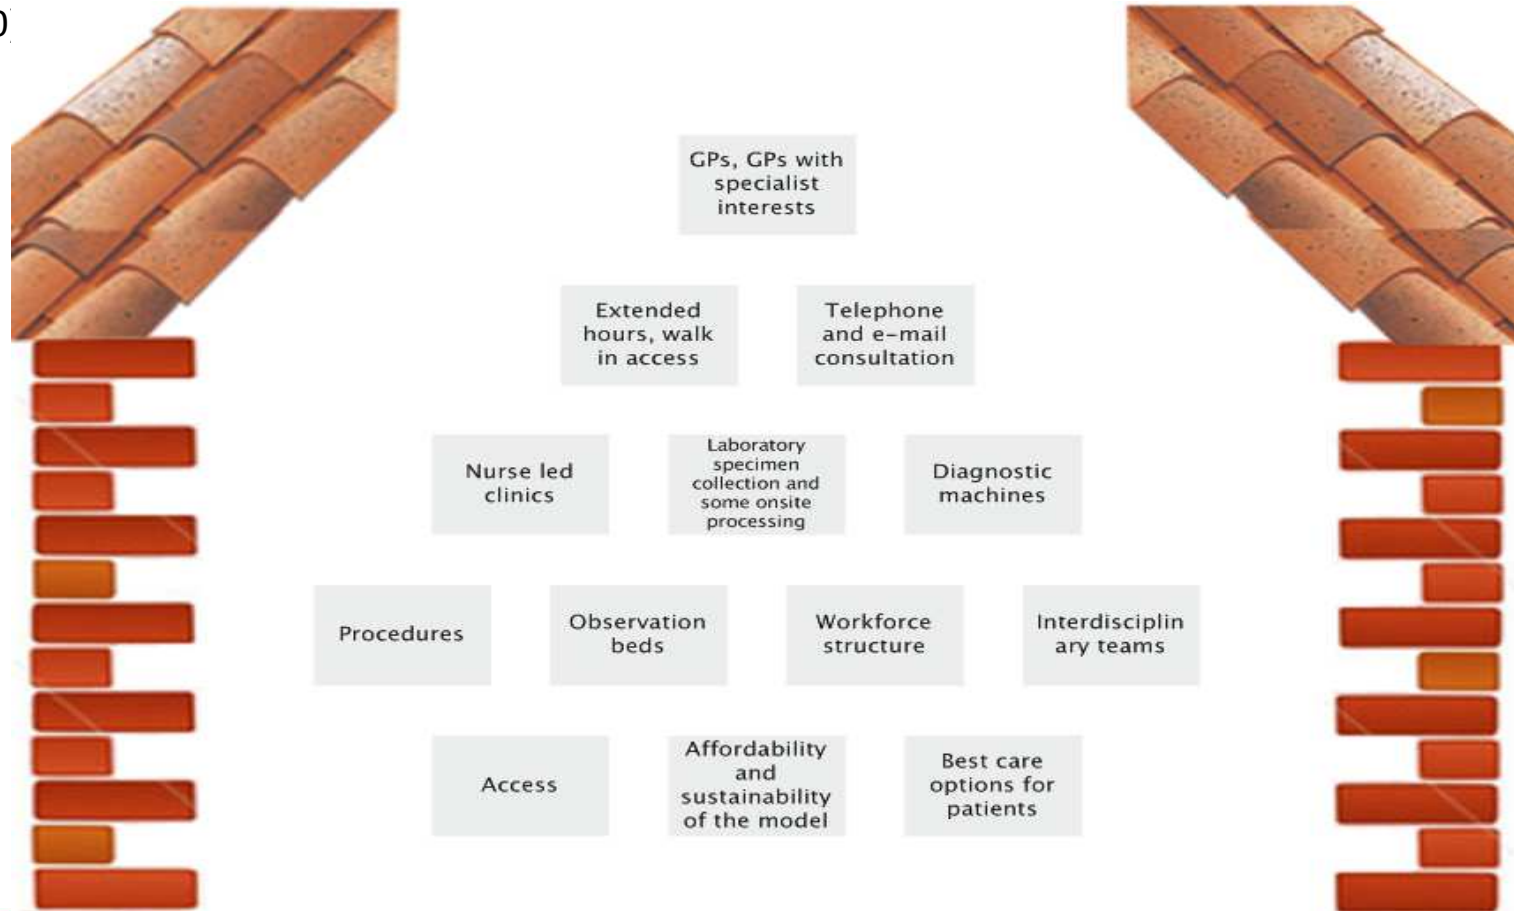 GPs, GPs with
specialist
interests
Extended
hours, walk
in access
Telephone
and e-mail
consultation
Nurse led
clinics
Laboratory
specimen
collection and
some onsite
processing
Diagnostic
machines
Procedures
Observation
beds
Workforce
structure
Interdisciplin
ary teams
Access
Affordability
and
sustainability
of the model
Best care
options for
patients